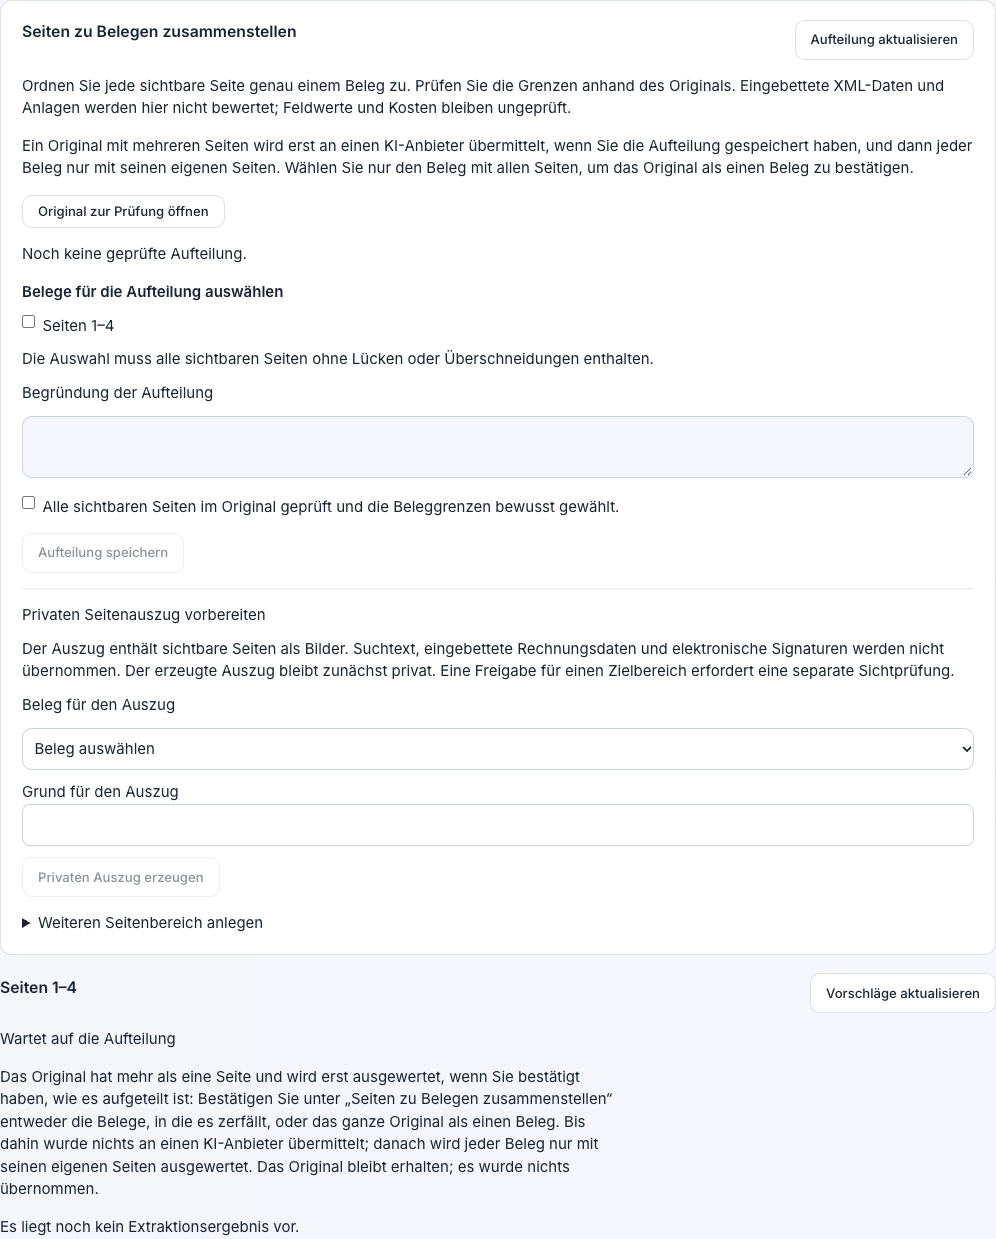 Seiten zu Belegen zusammenstellen
Aufteilung aktualisieren
Ordnen Sie jede sichtbare Seite genau einem Beleg zu. Prüfen Sie die Grenzen anhand des Originals. Eingebettete XML-Daten und
Anlagen werden hier nicht bewertet; Feldwerte und Kosten bleiben ungeprüft.
Ein Original mit mehreren Seiten wird erst an einen KI-Anbieter übermittelt, wenn Sie die Aufteilung gespeichert haben, und dann jeder
Beleg nur mit seinen eigenen Seiten. Wählen Sie nur den Beleg mit allen Seiten, um das Original als einen Beleg zu bestätigen.
Original zur Prüfung öffnen
Noch keine geprüfte Aufteilung.
Belege für die Aufteilung auswählen
Seiten 1–4
Die Auswahl muss alle sichtbaren Seiten ohne Lücken oder Überschneidungen enthalten.
Begründung der Aufteilung
Alle sichtbaren Seiten im Original geprüft und die Beleggrenzen bewusst gewählt.
Aufteilung speichern
Privaten Seitenauszug vorbereiten
Der Auszug enthält sichtbare Seiten als Bilder. Suchtext, eingebettete Rechnungsdaten und elektronische Signaturen werden nicht
übernommen. Der erzeugte Auszug bleibt zunächst privat. Eine Freigabe für einen Zielbereich erfordert eine separate Sichtprüfung.
Beleg für den Auszug
Beleg auswählen
Grund für den Auszug
Privaten Auszug erzeugen
Weiteren Seitenbereich anlegen
Seiten 1–4
Vorschläge aktualisieren
Wartet auf die Aufteilung
Das Original hat mehr als eine Seite und wird erst ausgewertet, wenn Sie bestätigt
haben, wie es aufgeteilt ist: Bestätigen Sie unter „Seiten zu Belegen zusammenstellen“
entweder die Belege, in die es zerfällt, oder das ganze Original als einen Beleg. Bis
dahin wurde nichts an einen KI-Anbieter übermittelt; danach wird jeder Beleg nur mit
seinen eigenen Seiten ausgewertet. Das Original bleibt erhalten; es wurde nichts
übernommen.
Es liegt noch kein Extraktionsergebnis vor.